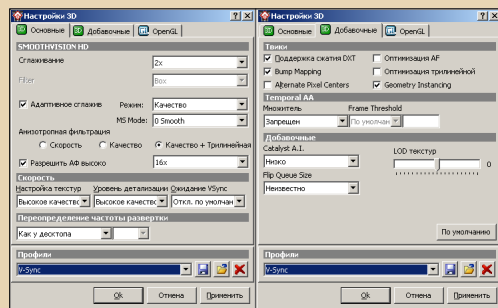 Настройки 3D
Основные Добавочные OpenGL
SMOOTHVISION HD
Сглаживание 2x
Filter Box
Адаптивное сглажив Режим: Качество
MS Mode: 0 Smooth
Анизотропная фильтрация
Скорость Качество Качество + Трилинейная
Разрешить АФ высоко 16x
Скорость
Настройка текстур Уровень детализации Ожидание VSync
Высокое качество Высокое качество Откл. по умолчан
Переопределение частоты развертки
Как у десктопа
Профили
V-Sync
Ok Отмена Применить
Настройки 3D
Основные Добавочные OpenGL
Твики
Поддержка сжатия DXT Оптимизация AF
Bump Mapping Оптимизация трилинейной
Alternate Pixel Centers Geometry Instancing
Temporal AA
Множитель Frame Threshold
Запрещен По умолчан
Добавочные
Catalyst A.I. LOD текстур
Низко 0
Flip Queue Size
Неизвестно
По умолчанию
Профили
V-Sync
Ok Отмена Применить